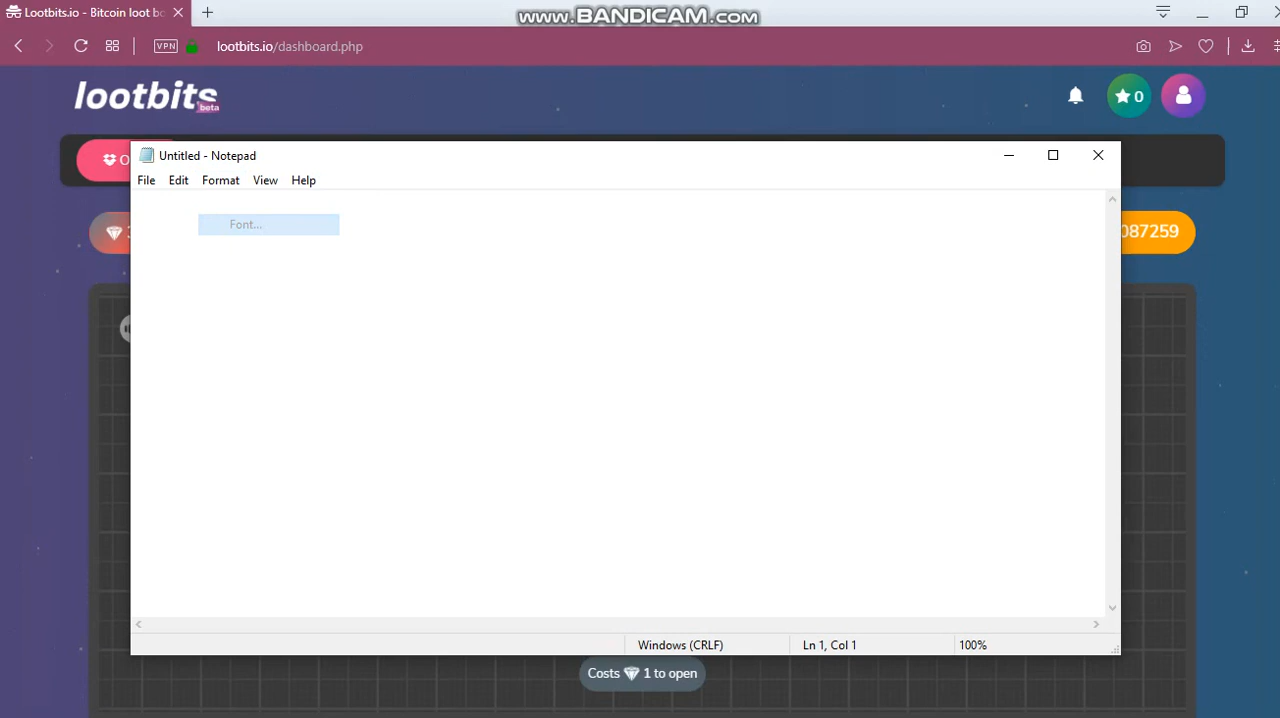 Lootbits.io - Bitcoin loot bo
www.BANDICAM.com
VPN
lootbits.io/dashboard.php
lootbits
beta
0
Untitled - Notepad
File Edit Format View Help
Font...
087259
Windows (CRLF)
Ln 1, Col 1
100%
Costs 1 to open